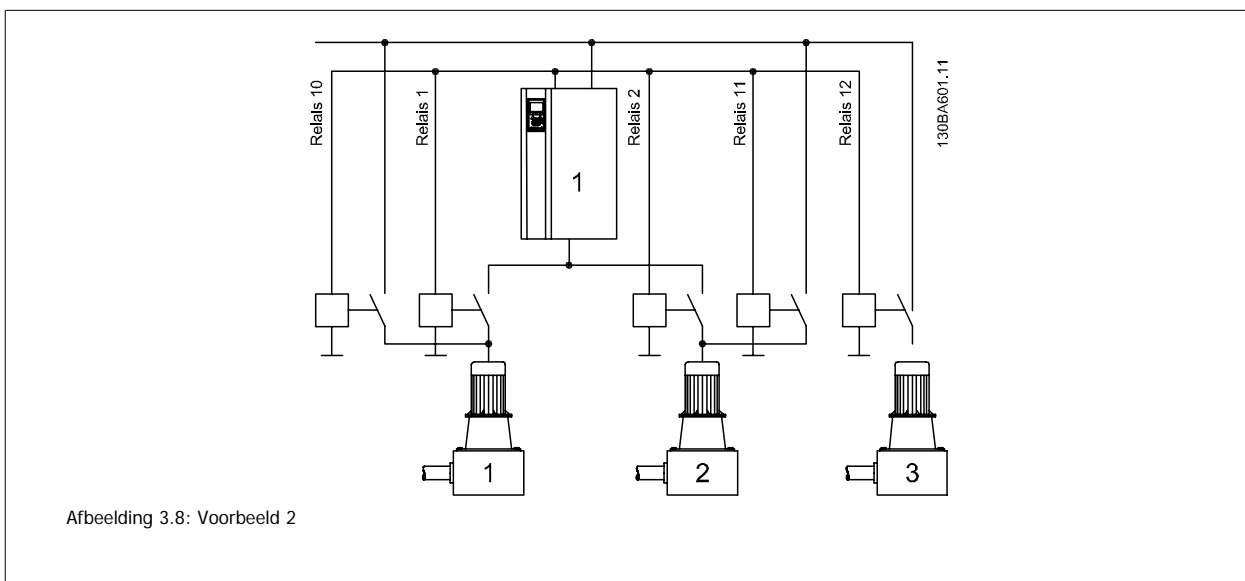 Relais 10
Relais 1
Relais 2
Relais 11
Relais 12
130BA601.11
1
1
2
3
Afbeelding 3.8: Voorbeeld 2